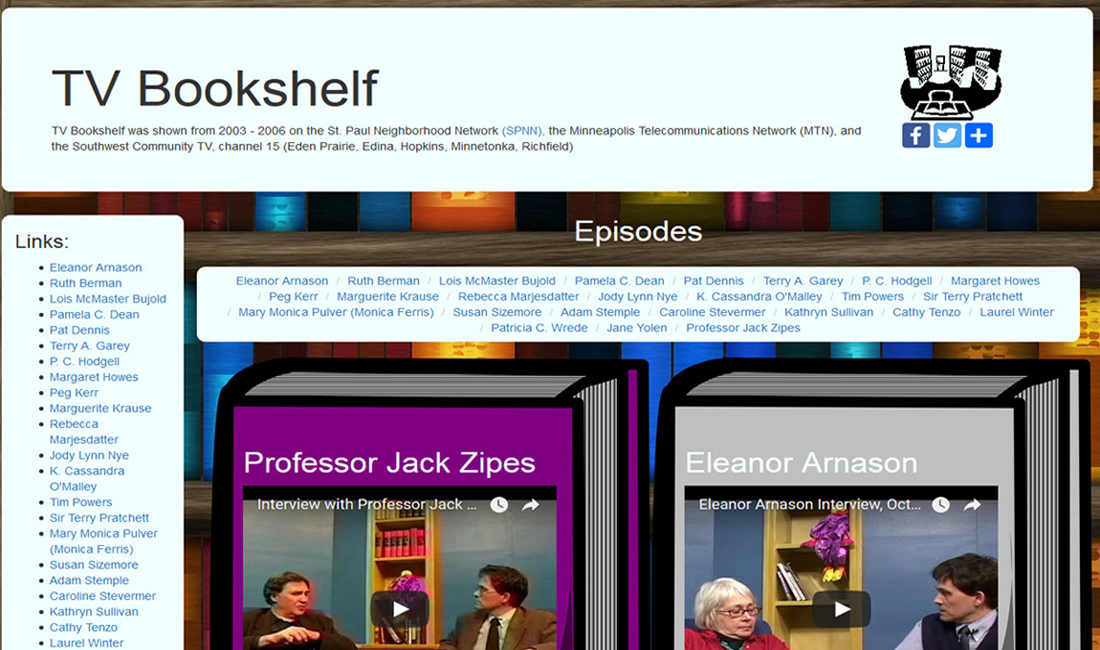 TV Bookshelf
TV Bookshelf was shown from 2003 - 2006 on the St. Paul Neighborhood Network (SPNN), the Minneapolis Telecommunications Network (MTN), and
the Southwest Community TV, channel 15 (Eden Prairie, Edina, Hopkins, Minnetonka, Richfield)
Links:
Eleanor Arnason
Ruth Berman
Lois McMaster Bujold
Pamela C. Dean
Pat Dennis
Terry A. Garey
P. C. Hodgell
Margaret Howes
Peg Kerr
Marguerite Krause
Rebecca
Marjesdatter
Jody Lynn Nye
K. Cassandra
O'Malley
Tim Powers
Sir Terry Pratchett
Mary Monica Pulver
(Monica Ferris)
Susan Sizemore
Adam Stemple
Caroline Stevermer
Kathryn Sullivan
Cathy Tenzo
Laurel Winter
Episodes
Eleanor Arnason / Ruth Berman / Lois McMaster Bujold / Pamela C. Dean / Pat Dennis / Terry A. Garey / P. C. Hodgell / Margaret Howes
/ Peg Kerr / Marguerite Krause / Rebecca Marjesdatter / Jody Lynn Nye / K. Cassandra O'Malley / Tim Powers / Sir Terry Pratchett
/ Mary Monica Pulver (Monica Ferris) / Susan Sizemore / Adam Stemple / Caroline Stevermer / Kathryn Sullivan / Cathy Tenzo / Laurel Winter
/ Patricia C. Wrede / Jane Yolen / Professor Jack Zipes
Professor Jack Zipes
Interview with Professor Jack ...
Eleanor Arnason
Eleanor Arnason Interview, Oct...